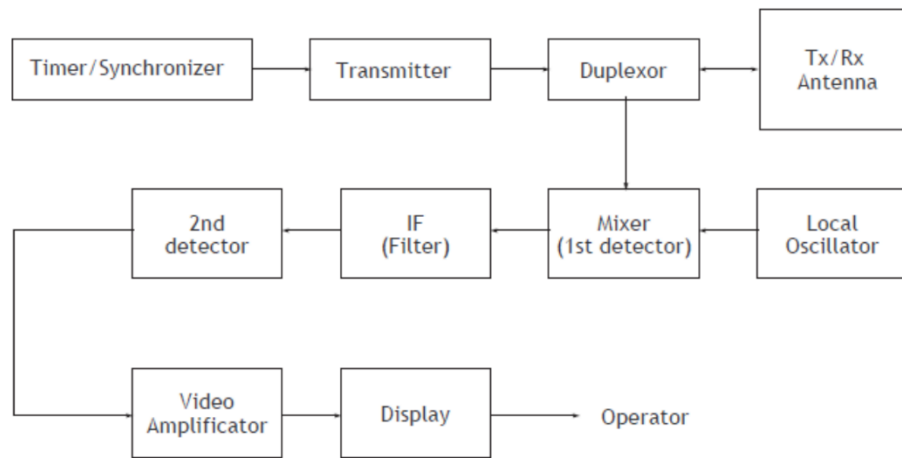 Timer/Synchronizer
Transmitter
Duplexor
Tx/Rx
Antenna
2nd
detector
IF
(Filter)
Mixer
(1st detector)
Local
Oscillator
Video
Amplificator
Display
Operator